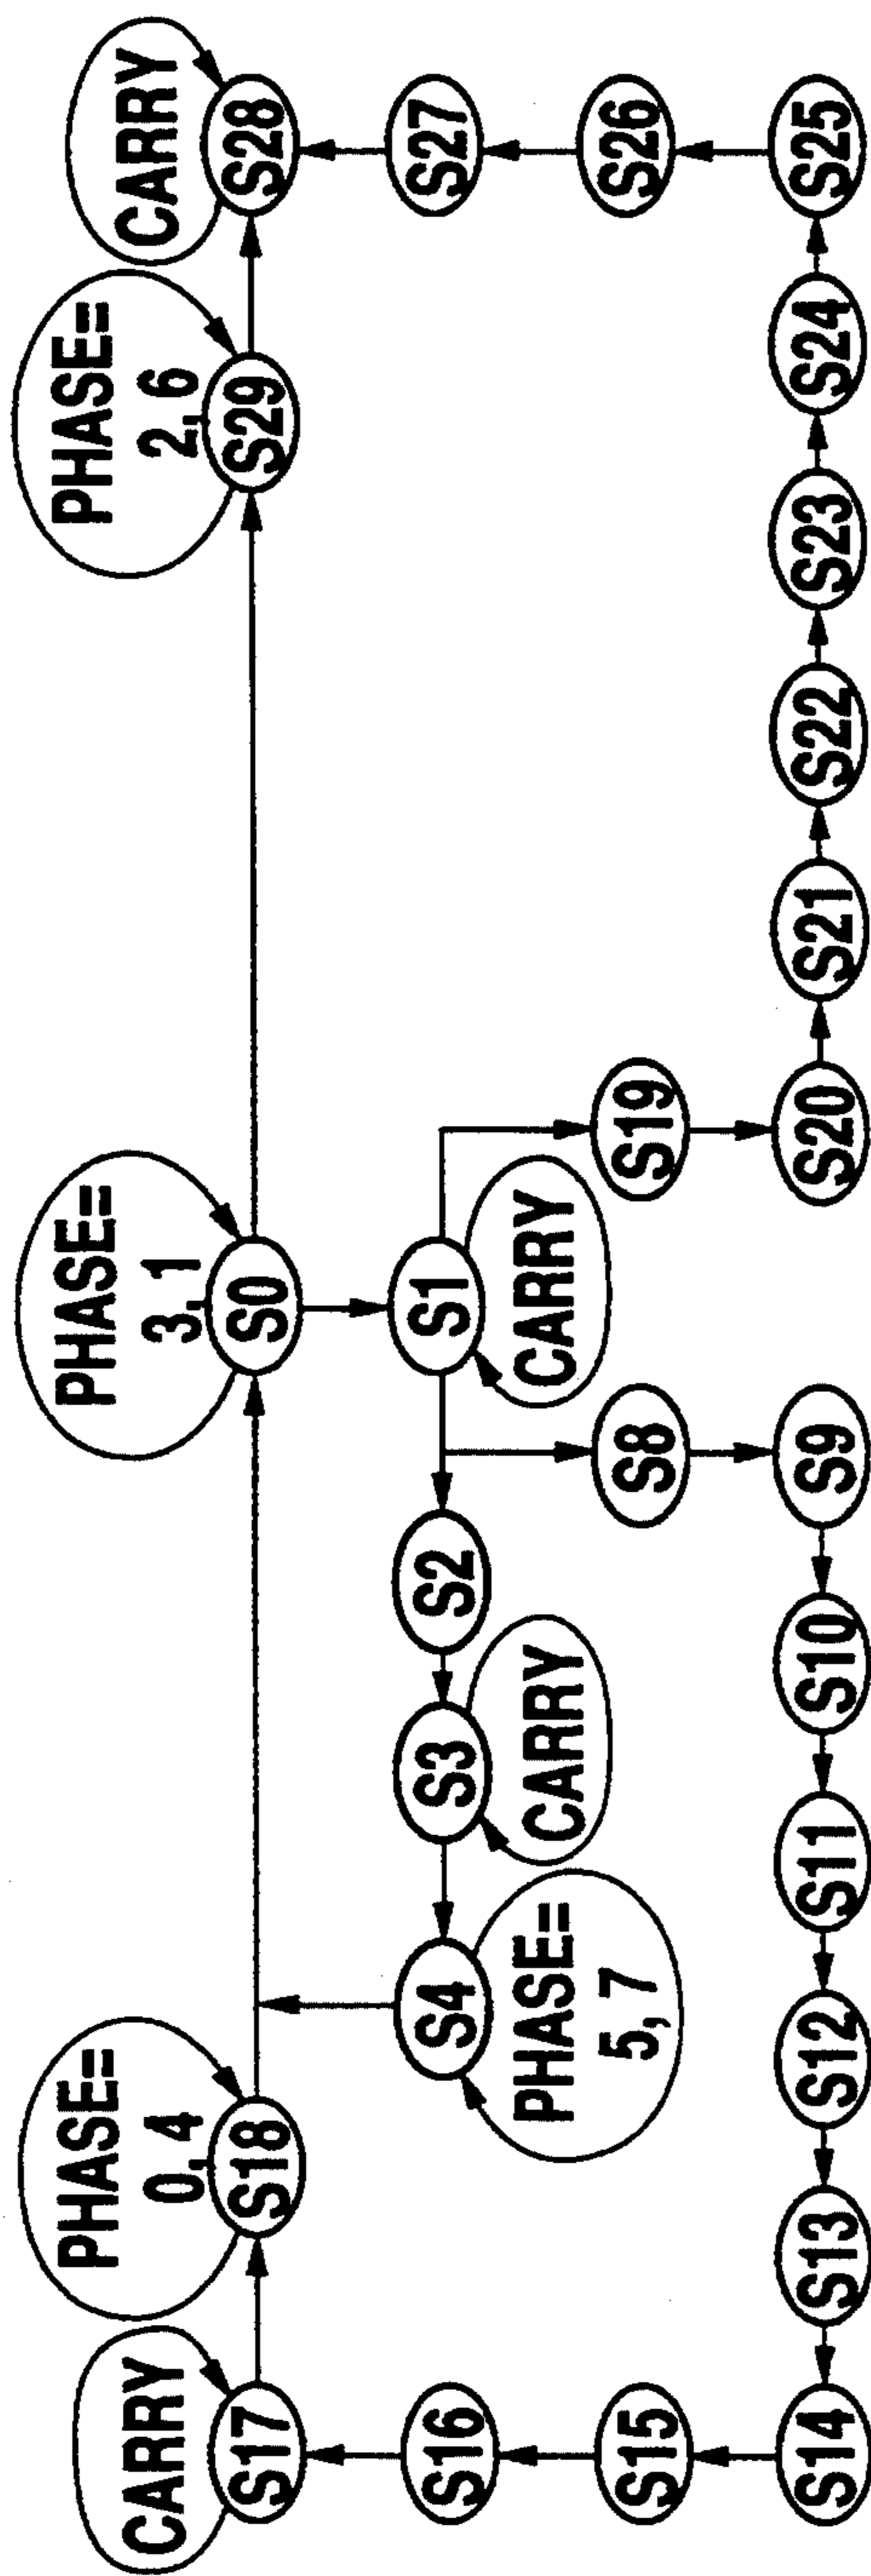 CARRY
PHASE=
0, 4
PHASE=
3, 1
PHASE=
2, 6
CARRY
S17
S18
S0
S29
S28
S16
S4
S3
S2
S1
S27
PHASE=
5, 7
CARRY
CARRY
S15
S8
S19
S26
S14
S13
S12
S11
S10
S9
S20
S21
S22
S23
S24
S25